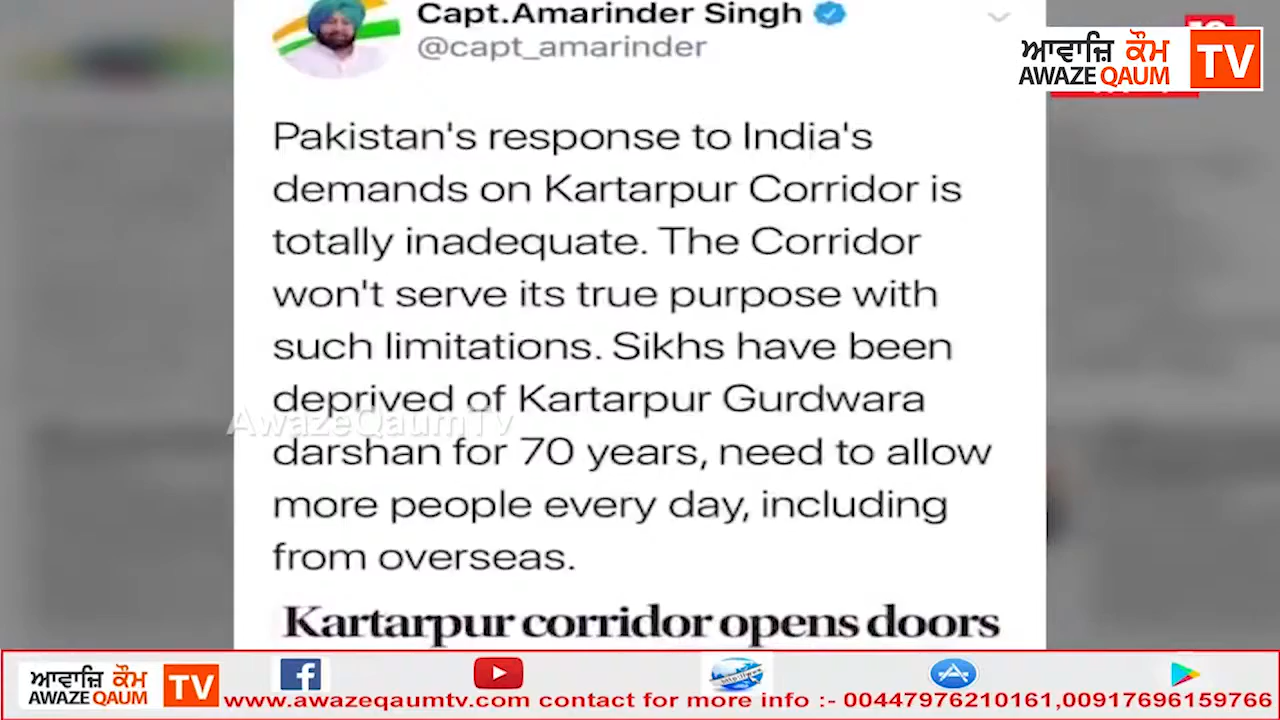 Capt.Amarinder Singh
@capt_amarinder
ਆਵਾਜ਼ਿ ਕੌਮ
AWAZE QAUM TV
Pakistan's response to India's
demands on Kartarpur Corridor is
totally inadequate. The Corridor
won't serve its true purpose with
such limitations. Sikhs have been
deprived of Kartarpur Gurdwara
AwazeQaumTV
darshan for 70 years, need to allow
more people every day, including
from overseas.
Kartarpur corridor opens doors
ਆਵਾਜ਼ਿ ਕੌਮ
AWAZE QAUM TV
www.awazeqaumtv.com contact for more info :- 00447976210161,00917696159766